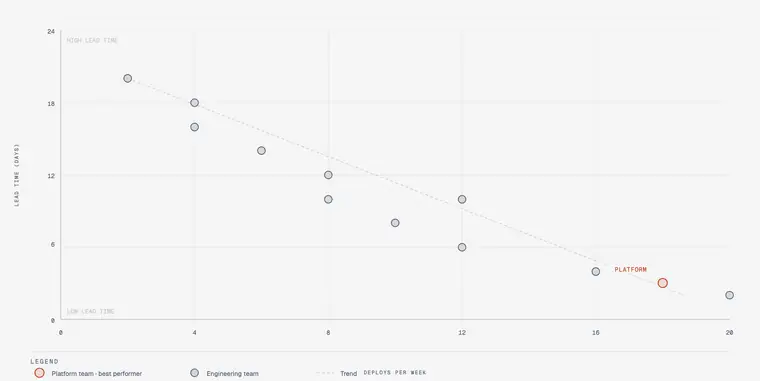 24
HIGH LEAD TIME
18
LEAD TIME (DAYS)
12
6
PLATFORM
LOW LEAD TIME
0
0 4 8 12 16 20
LEGEND
Platform team · best performer Engineering team Trend DEPLOYS PER WEEK